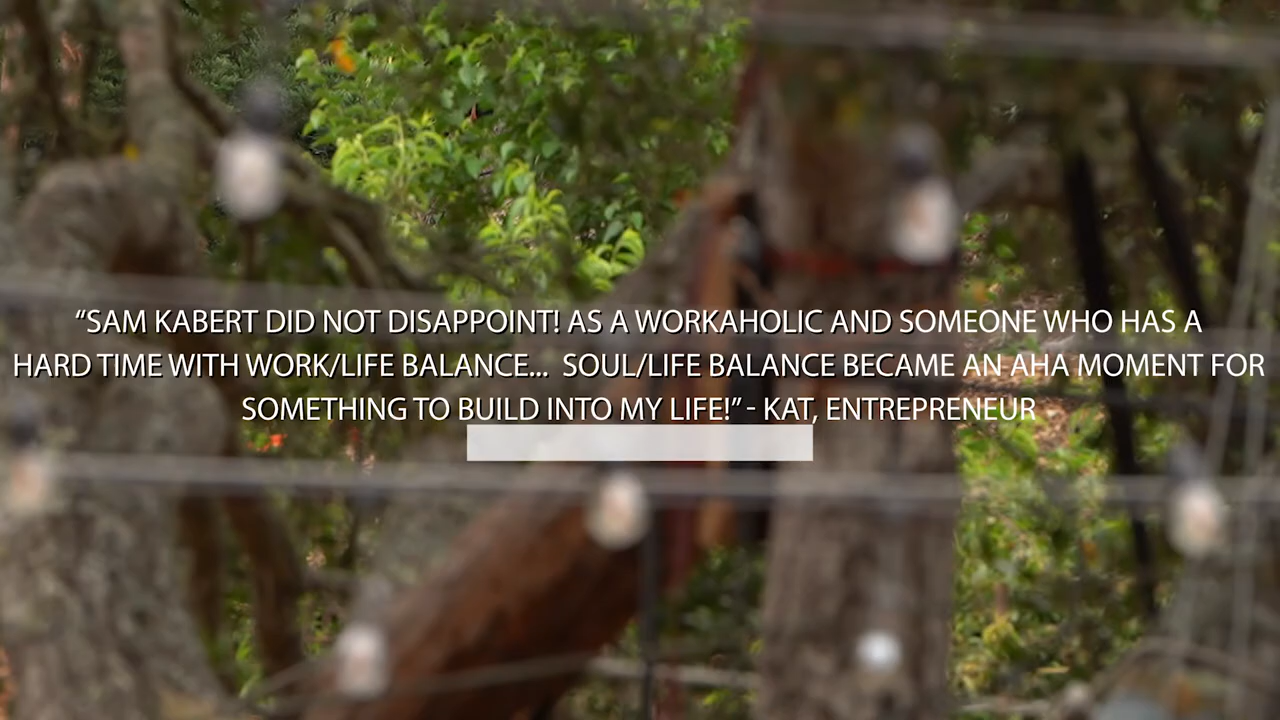 “SAM KABERT DID NOT DISAPPOINT! AS A WORKAHOLIC AND SOMEONE WHO HAS A
HARD TIME WITH WORK/LIFE BALANCE... SOUL/LIFE BALANCE BECAME AN AHA MOMENT FOR
SOMETHING TO BUILD INTO MY LIFE!” - KAT, ENTREPRENEUR